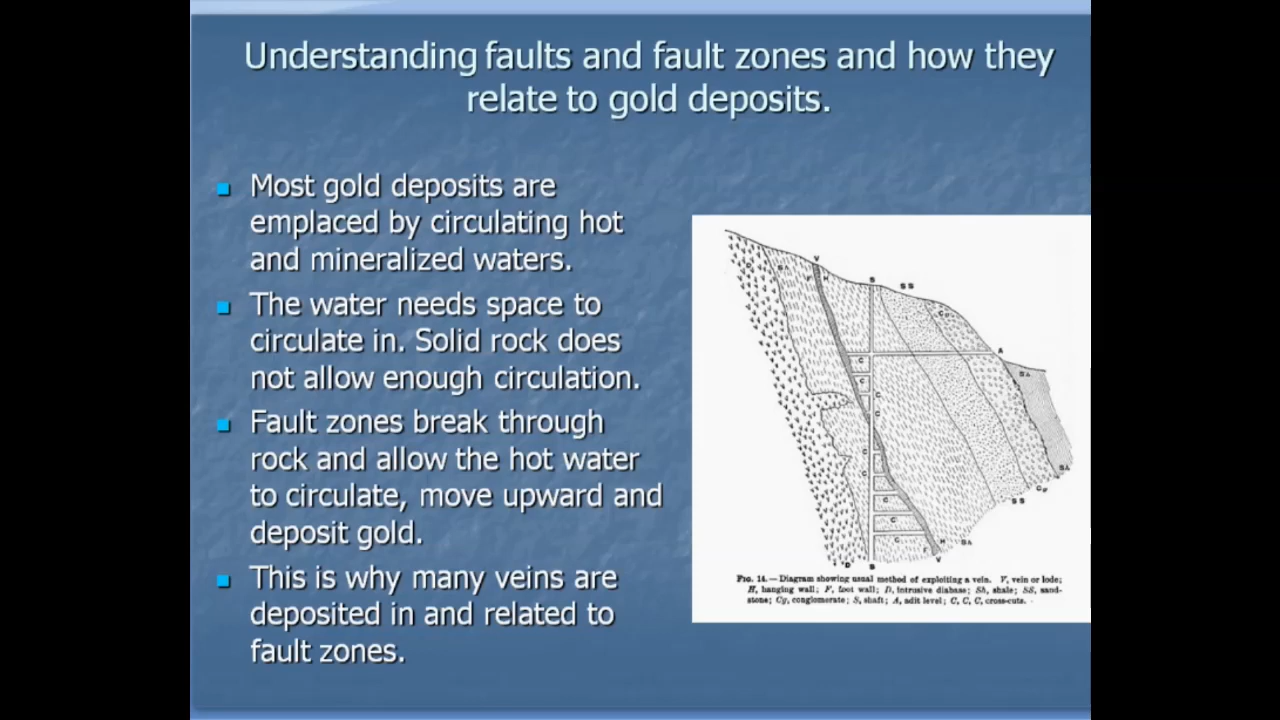 Understanding faults and fault zones and how they
relate to gold deposits.
Most gold deposits are
emplaced by circulating hot
and mineralized waters.
The water needs space to
circulate in. Solid rock does
not allow enough circulation.
Fault zones break through
rock and allow the hot water
to circulate, move upward and
deposit gold.
This is why many veins are
deposited in and related to
fault zones.
V
S
SS
A
C
C
C
C
C
C
C
C
C
SS
D
S
H
V
FIG. 14.—Diagram showing usual method of exploiting a vein. V, vein or lode;
H, hanging wall; F, foot wall; D, intrusive diabase; Sh, shale; SS, sand-
stone; Cg, conglomerate; S, shaft; A, adit level; C, C, C, cross-cuts.